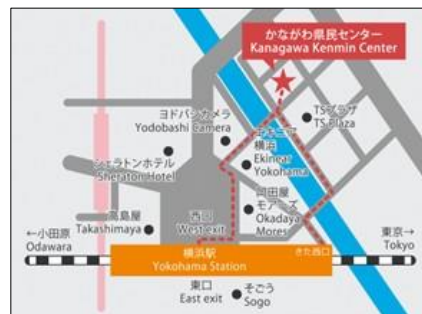 かながわ県民センター
Kanagawa Kenmin Center
TSプラザ
TS Plaza
ヨドバシカメラ
Yodobashi Camera
エキニア
横浜
Ekinear
Yokohama
シェラトンホテル
Sheraton Hotel
岡田屋
モアーズ
Okadaya
Mores
高島屋
Takashimaya
西口
West exit
←小田原
Odawara
東京→
Tokyo
横浜駅
Yokohama Station
きた西口
東口
East exit
そごう
Sogo